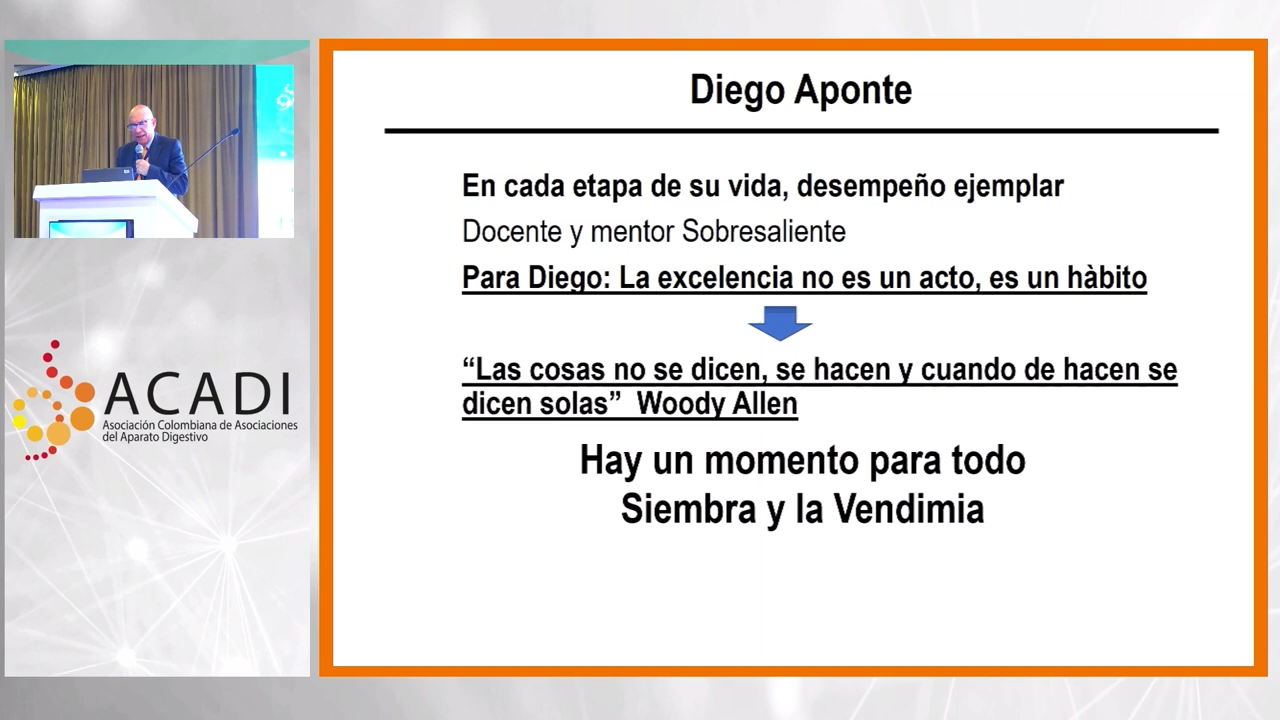 Diego Aponte
En cada etapa de su vida, desempeño ejemplar
Docente y mentor Sobresaliente
Para Diego: La excelencia no es un acto, es un hàbito
“Las cosas no se dicen, se hacen y cuando de hacen se
dicen solas” Woody Allen
Hay un momento para todo
Siembra y la Vendimia
ACADI
Asociación Colombiana de Asociaciones
del Aparato Digestivo